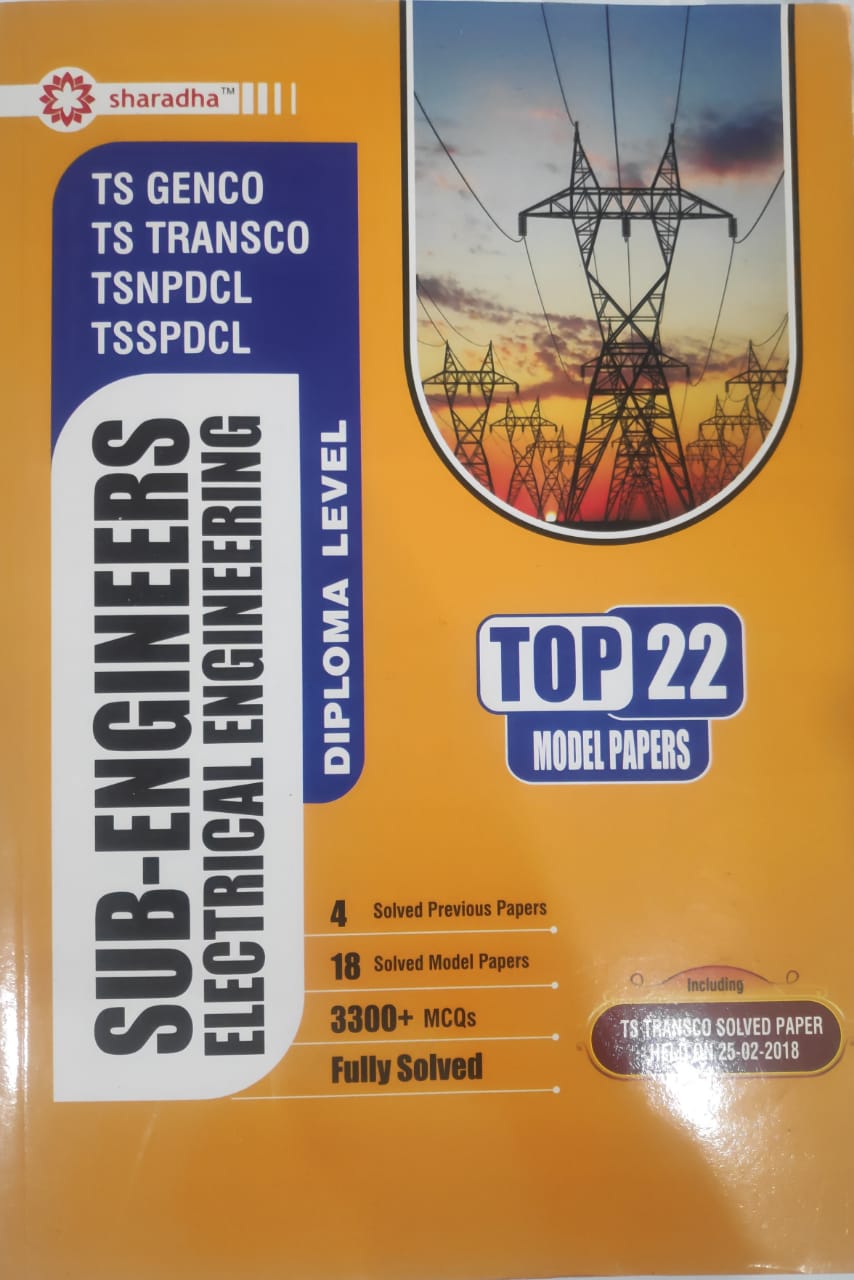 sharadha™
TS GENCO
TS TRANSCO
TSNPDCL
TSSPDCL
SUB-ENGINEERS
ELECTRICAL ENGINEERING
DIPLOMA LEVEL
TOP 22
MODEL PAPERS
4 Solved Previous Papers
18 Solved Model Papers
3300+ MCQs
Fully Solved
Including
TS TRANSCO SOLVED PAPER
HELD ON 25-02-2018